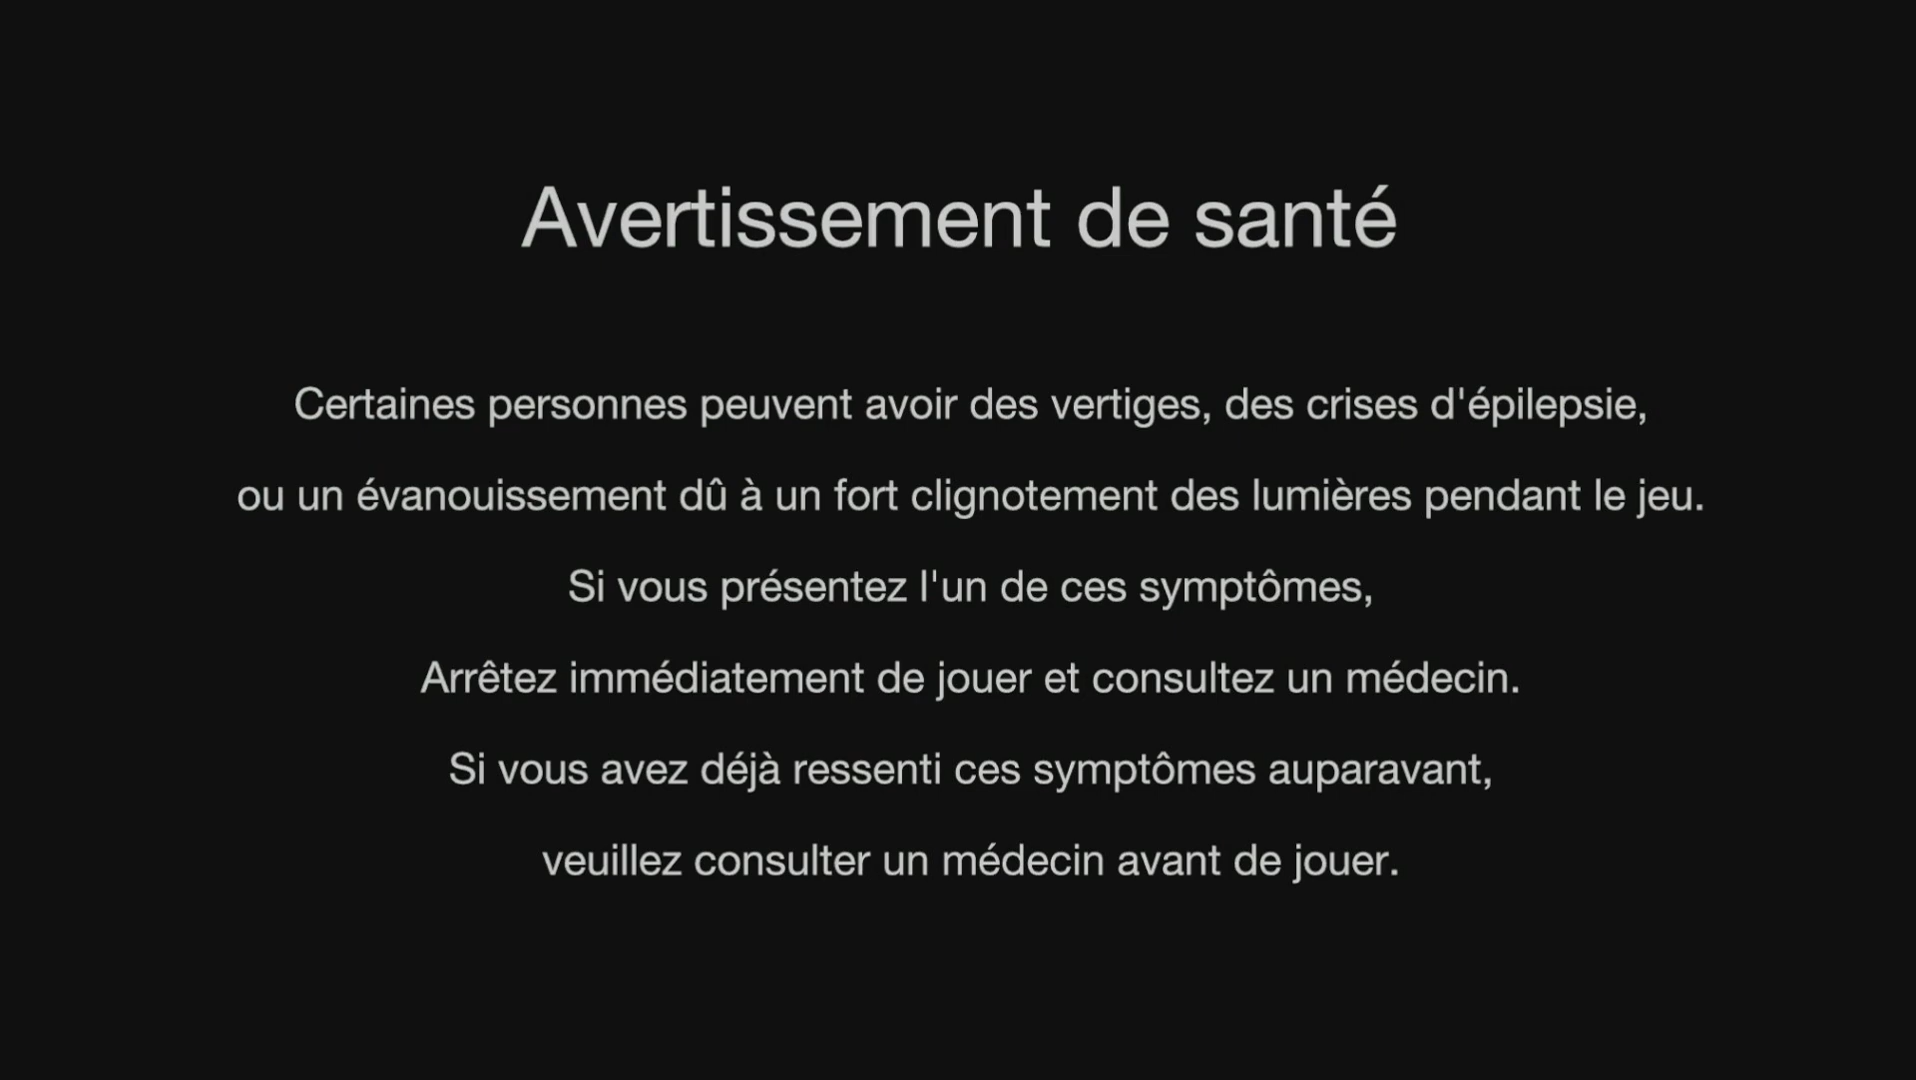 Avertissement de santé
Certaines personnes peuvent avoir des vertiges, des crises d'épilepsie,
ou un évanouissement dû à un fort clignotement des lumières pendant le jeu.
Si vous présentez l'un de ces symptômes,
Arrêtez immédiatement de jouer et consultez un médecin.
Si vous avez déjà ressenti ces symptômes auparavant,
veuillez consulter un médecin avant de jouer.